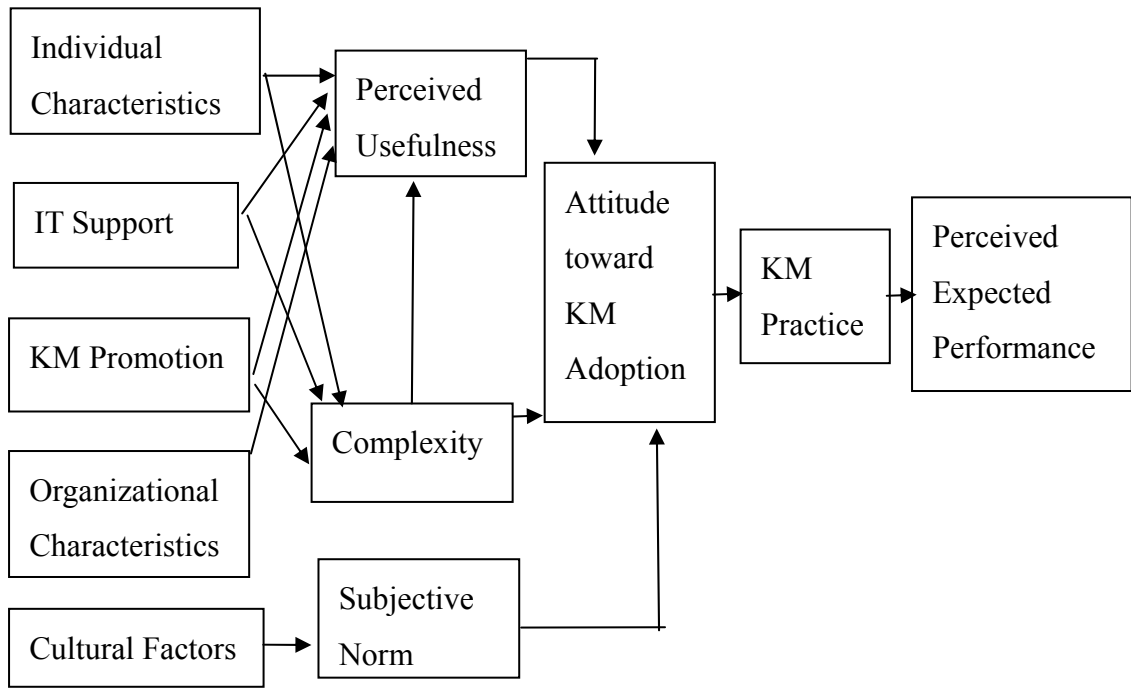 Individual
Characteristics
IT Support
KM Promotion
Organizational
Characteristics
Cultural Factors
Perceived
Usefulness
Complexity
Subjective
Norm
Attitude
toward
KM
Adoption
KM
Practice
Perceived
Expected
Performance